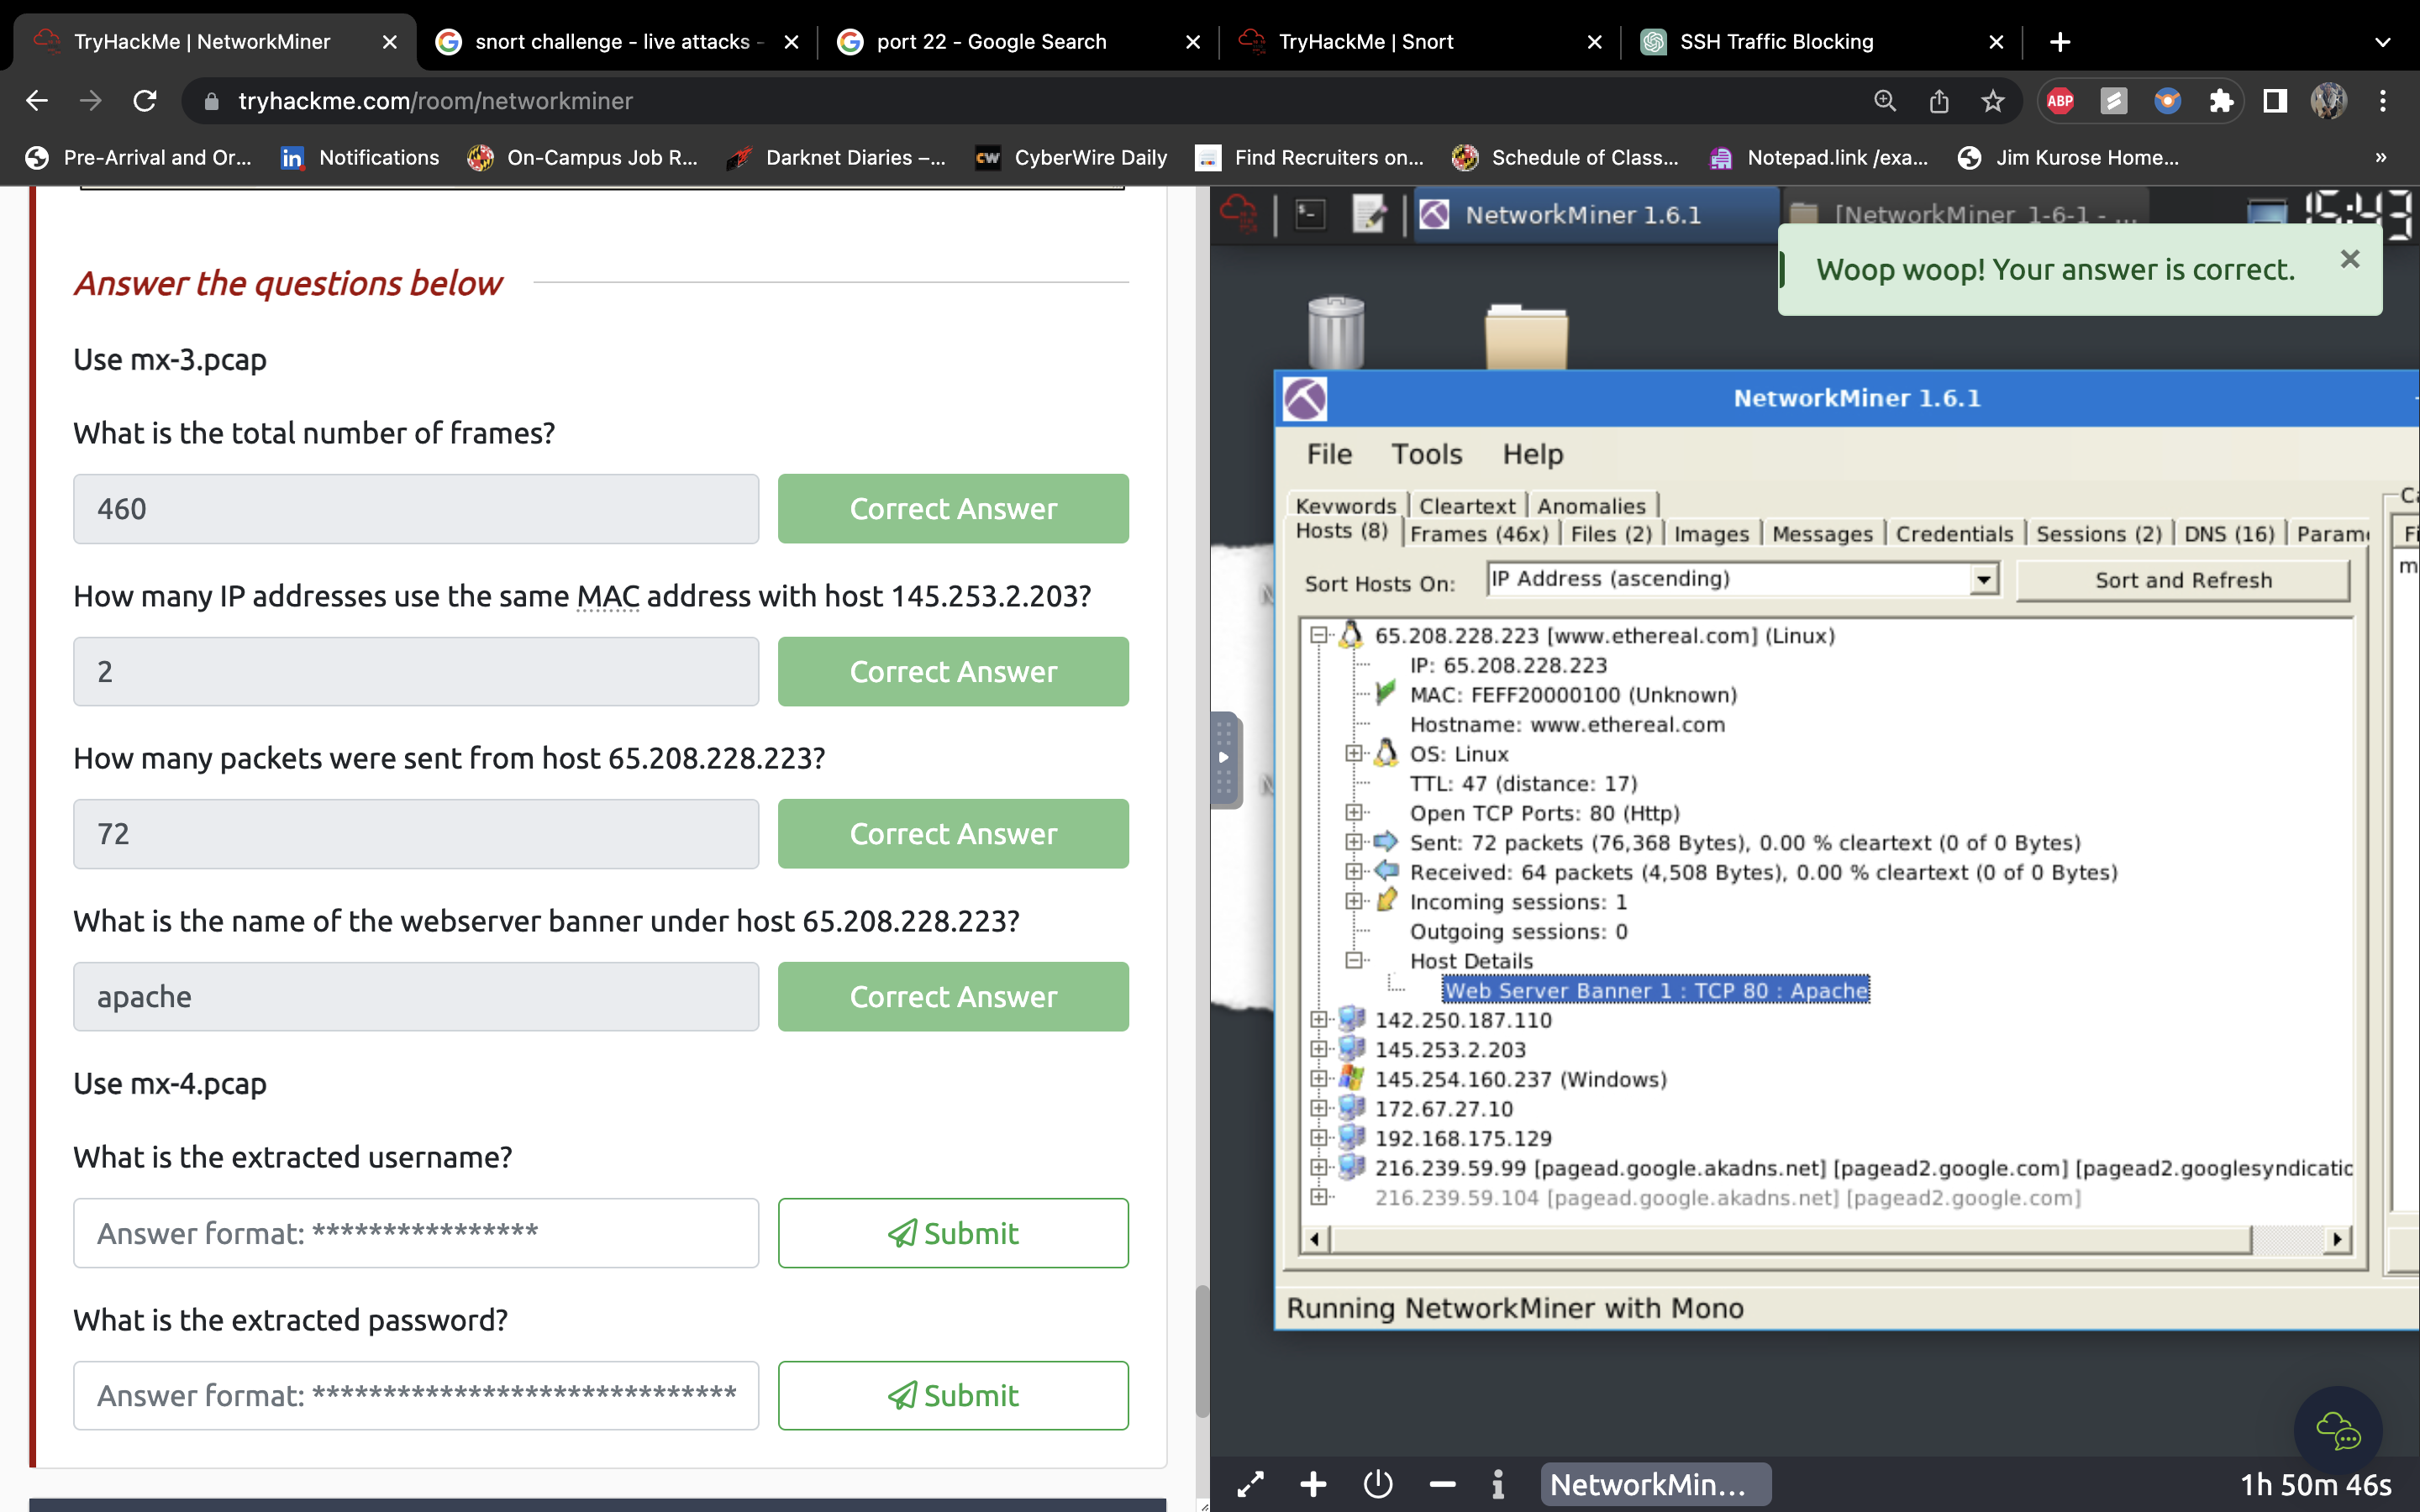 TryHackMe | NetworkMiner
snort challenge - live attacks -
port 22 - Google Search
TryHackMe | Snort
SSH Traffic Blocking
tryhackme.com/room/networkminer
ABP
Pre-Arrival and Or...
in Notifications
On-Campus Job R...
Darknet Diaries –...
CW CyberWire Daily
Find Recruiters on...
Schedule of Class...
Notepad.link /exa...
Jim Kurose Home...
»
Answer the questions below
Use mx-3.pcap
What is the total number of frames?
460
Correct Answer
How many IP addresses use the same MAC address with host 145.253.2.203?
2
Correct Answer
How many packets were sent from host 65.208.228.223?
72
Correct Answer
What is the name of the webserver banner under host 65.208.228.223?
apache
Correct Answer
Use mx-4.pcap
What is the extracted username?
Answer format: ****************
Submit
What is the extracted password?
Answer format: ******************************
Submit
NetworkMiner 1.6.1
[NetworkMiner_1-6-1 - ...
15:43
Woop woop! Your answer is correct.
NetworkMiner 1.6.1
File Tools Help
Keywords Cleartext Anomalies
Hosts (8) Frames (46x) Files (2) Images Messages Credentials Sessions (2) DNS (16) Parame
Sort Hosts On: IP Address (ascending) Sort and Refresh
65.208.228.223 [www.ethereal.com] (Linux)
IP: 65.208.228.223
MAC: FEFF20000100 (Unknown)
Hostname: www.ethereal.com
OS: Linux
TTL: 47 (distance: 17)
Open TCP Ports: 80 (Http)
Sent: 72 packets (76,368 Bytes), 0.00 % cleartext (0 of 0 Bytes)
Received: 64 packets (4,508 Bytes), 0.00 % cleartext (0 of 0 Bytes)
Incoming sessions: 1
Outgoing sessions: 0
Host Details
Web Server Banner 1 : TCP 80 : Apache
142.250.187.110
145.253.2.203
145.254.160.237 (Windows)
172.67.27.10
192.168.175.129
216.239.59.99 [pagead.google.akadns.net] [pagead2.google.com] [pagead2.googlesyndicatic
216.239.59.104 [pagead.google.akadns.net] [pagead2.google.com]
Running NetworkMiner with Mono
NetworkMin...
1h 50m 46s